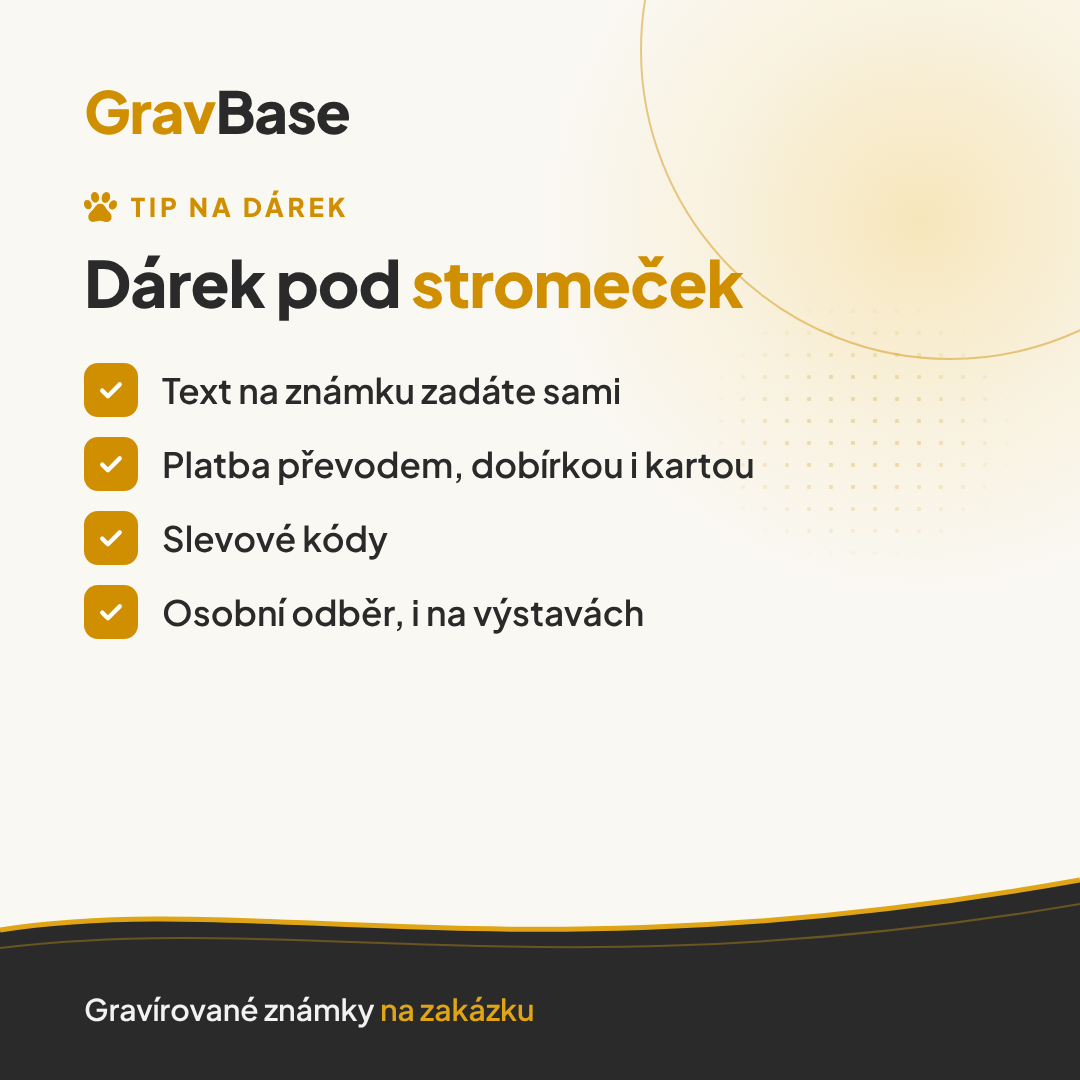 GravBase
TIP NA DÁREK
Dárek pod stromeček
Text na známku zadáte sami
Platba převodem, dobírkou i kartou
Slevové kódy
Osobní odběr, i na výstavách
Gravírované známky na zakázku